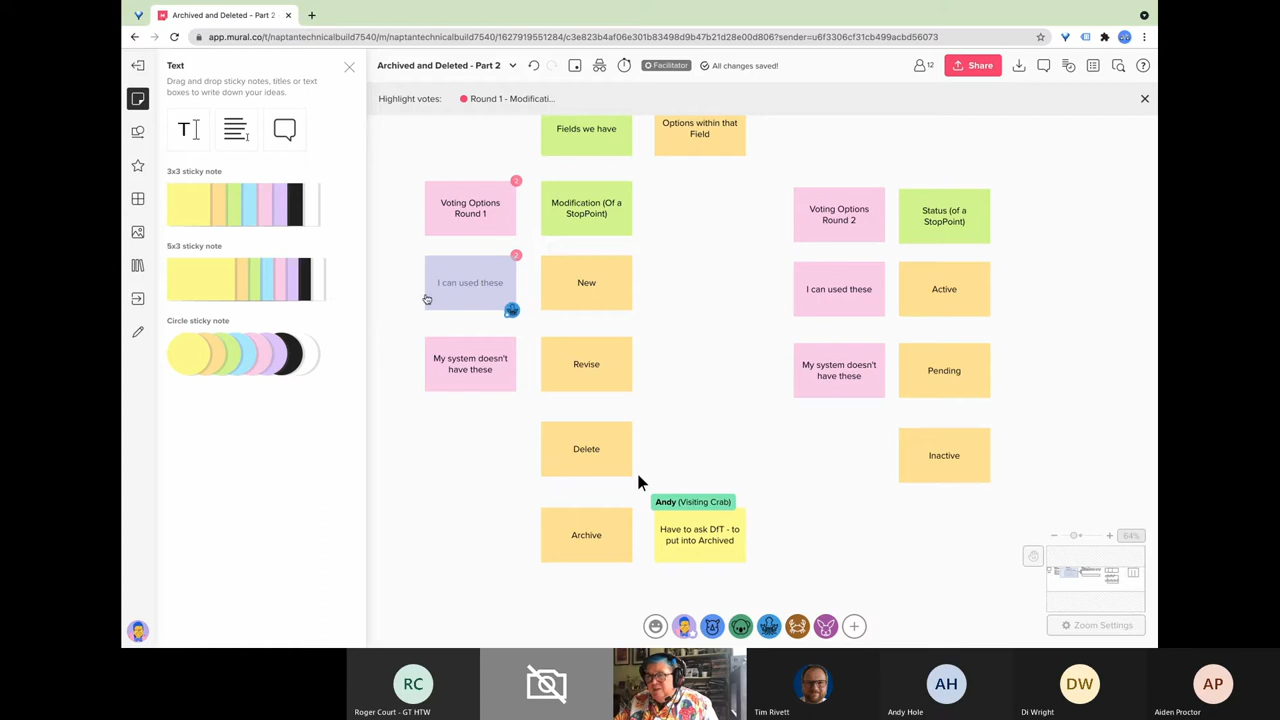 Archived and Deleted - Part 2
app.mural.co/t/naptantechnicalbuild7540/m/naptantechnicalbuild7540/1627919551284/c3e823b4af06e301b83498d9b47b21d28e00d806?sender=u6f3306cf31cb499acbd56073
Text
Drag and drop sticky notes, titles or text
boxes to write down your ideas.
T
3x3 sticky note
5x3 sticky note
Circle sticky note
Archived and Deleted - Part 2
Facilitator
All changes saved!
12
Share
Highlight votes:
Round 1 - Modificati...
Fields we have
Options within that
Field
Voting Options
Round 1
2
Modification (Of a
StopPoint)
I can used these
2
New
My system doesn't
have these
Revise
Delete
Archive
Andy (Visiting Crab)
Have to ask DfT - to
put into Archived
Voting Options
Round 2
Status (of a
StopPoint)
I can used these
Active
My system doesn't
have these
Pending
Inactive
64%
Zoom Settings
RC
Roger Court - GT HTW
Tim Rivett
AH
Andy Hole
DW
Di Wright
AP
Aiden Proctor